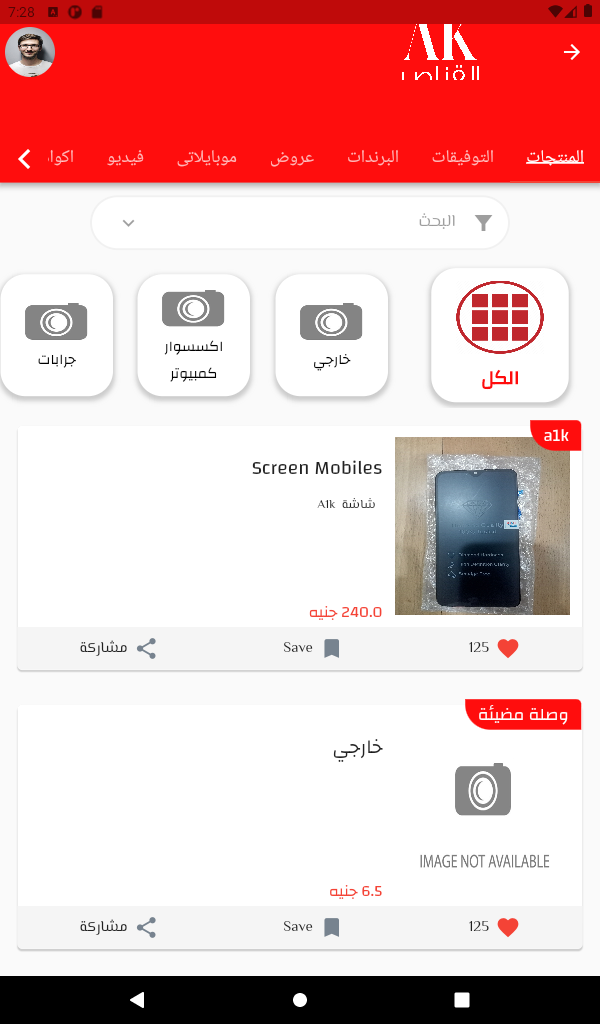 7:28
AK
القناص
المنتجات
التوفيقات
البرندات
عروض
موبايلاتى
فيديو
اكوا
البحث
الكل
خارجي
اكسسوار
كمبيوتر
جرابات
a1k
Screen Mobiles
شاشة A1k
240.0 جنيه
125
Save
مشاركة
وصلة مضيئة
خارجي
IMAGE NOT AVAILABLE
6.5 جنيه
125
Save
مشاركة